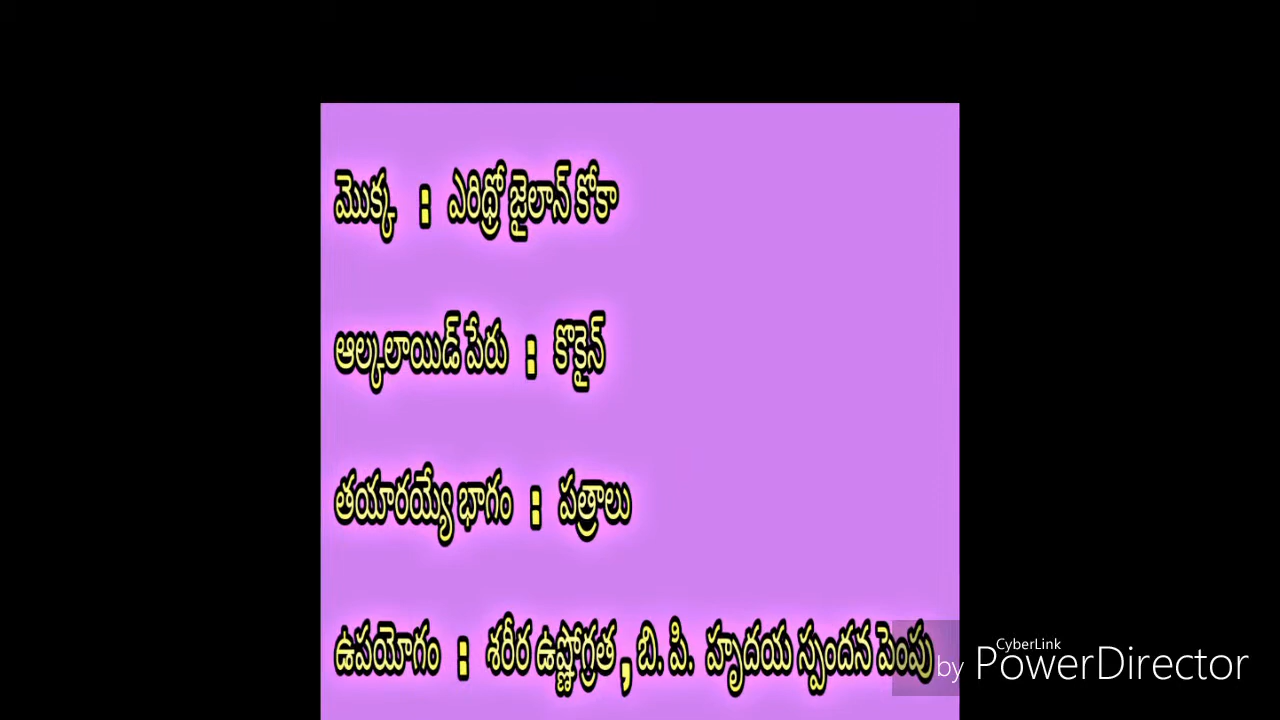 మొక్క : ఎరిథ్రో జైలాన్ కోకా
ఆల్కలాయిడ్ పేరు : కొకైన్
తయారయ్యే భాగం : పత్రాలు
ఉపయోగం : శరీర ఉష్ణోగ్రత , బి. పి. హృదయ స్పందన పెంపు
by CyberLink PowerDirector